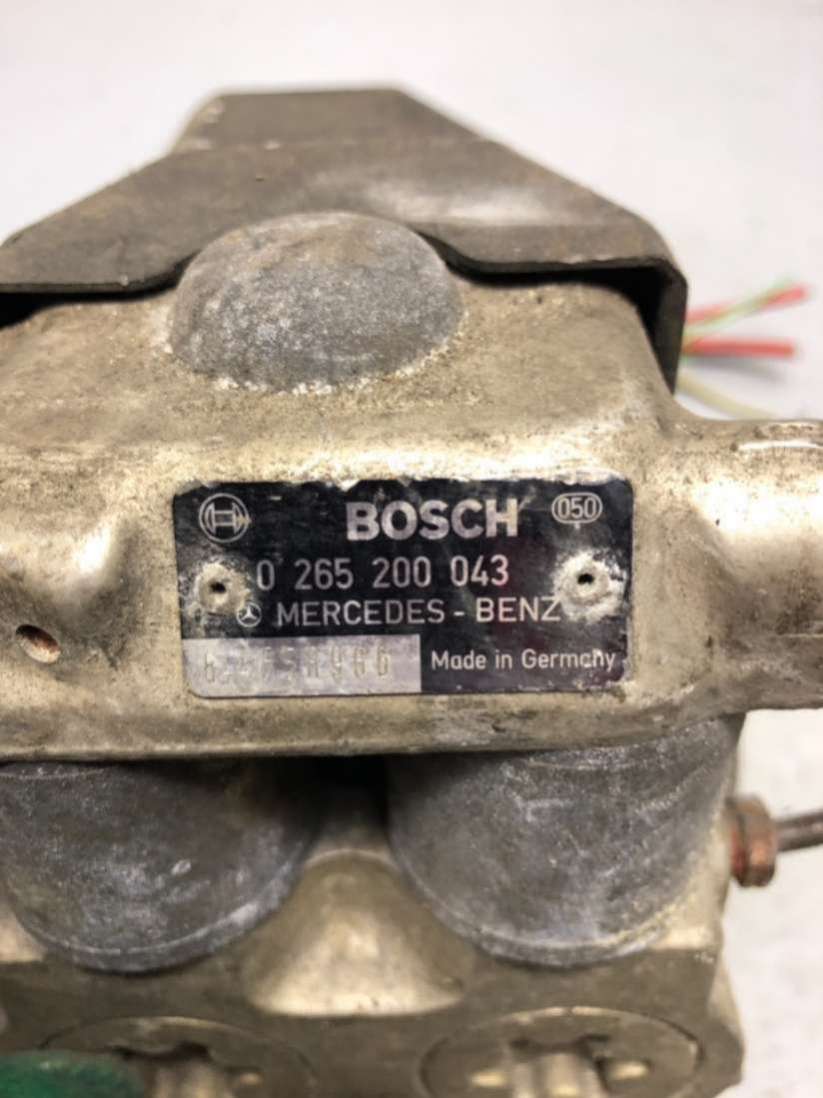 BOSCH 050
0 265 200 043
MERCEDES - BENZ
Made in Germany